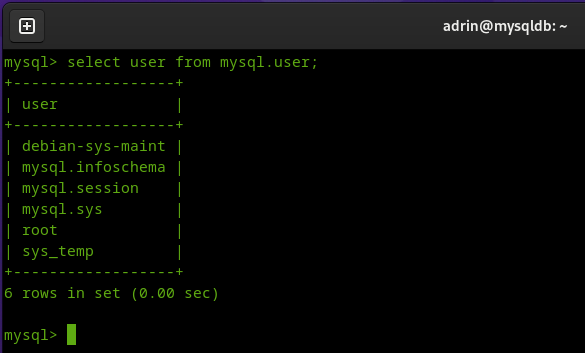 adrin@mysqldb: ~
mysql> select user from mysql.user;
+------------------+
| user             |
+------------------+
| debian-sys-maint |
| mysql.infoschema |
| mysql.session    |
| mysql.sys        |
| root             |
| sys_temp         |
+------------------+
6 rows in set (0.00 sec)
mysql>